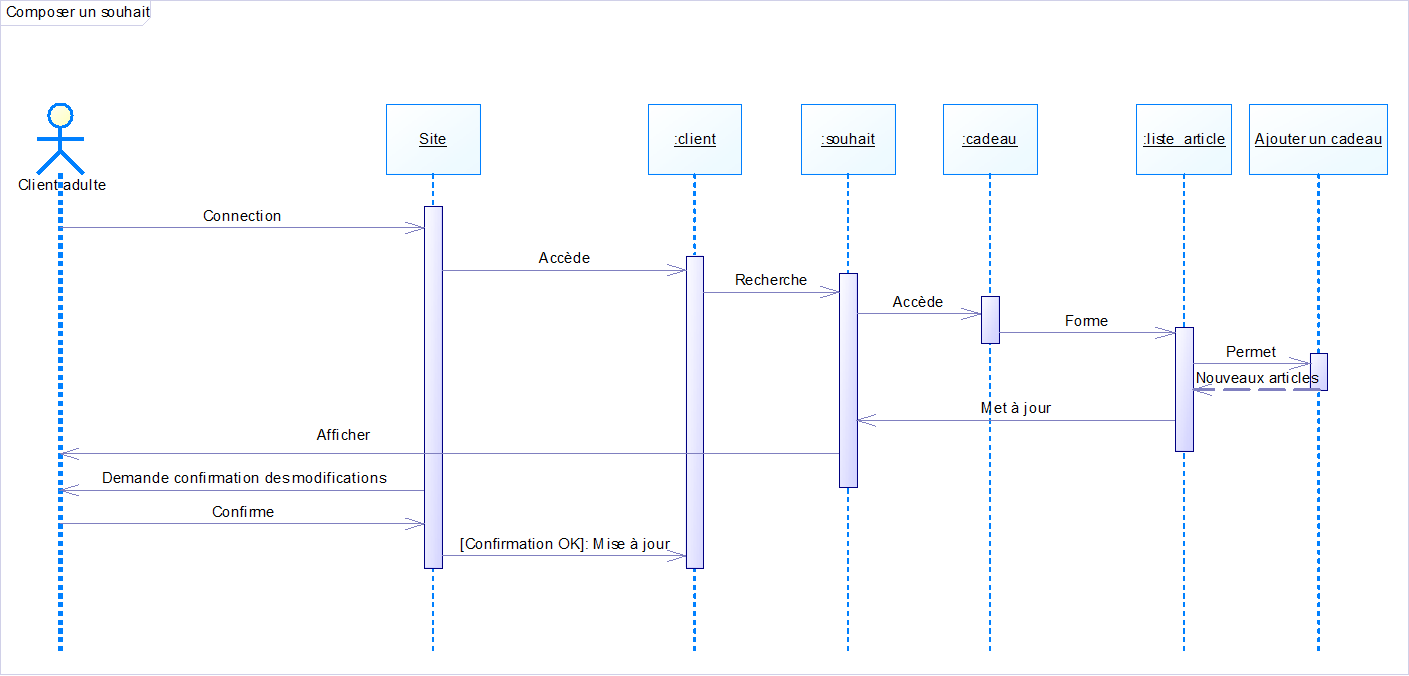 Composer un souhait
Site
:client
:souhait
:cadeau
:liste_article
Ajouter un cadeau
Client adulte
Connection
Accède
Recherche
Accède
Forme
Permet
Nouveaux articles
Met à jour
Afficher
Demande confirmation des modifications
Confirme
[Confirmation OK]: Mise à jour